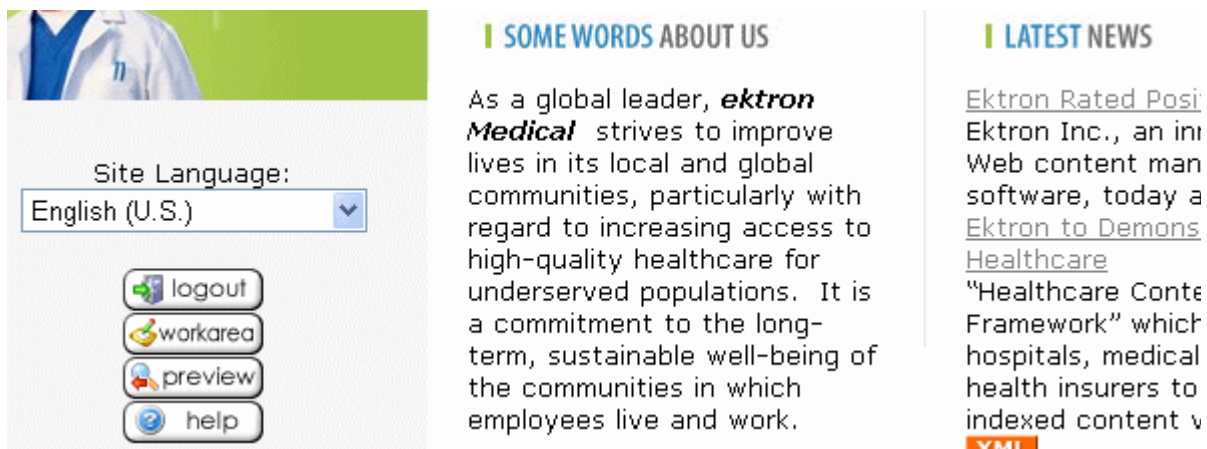 Site Language:
English (U.S.)
logout
workarea
preview
help
SOME WORDS ABOUT US
As a global leader, ektron
Medical strives to improve
lives in its local and global
communities, particularly with
regard to increasing access to
high-quality healthcare for
underserved populations. It is
a commitment to the long-
term, sustainable well-being of
the communities in which
employees live and work.
LATEST NEWS
Ektron Rated
Ektron Inc., an
Web content
software, today
Ektron to
Healthcare
"Healthcare
Framework" which
hospitals, medical
health insurers to
indexed content
XML